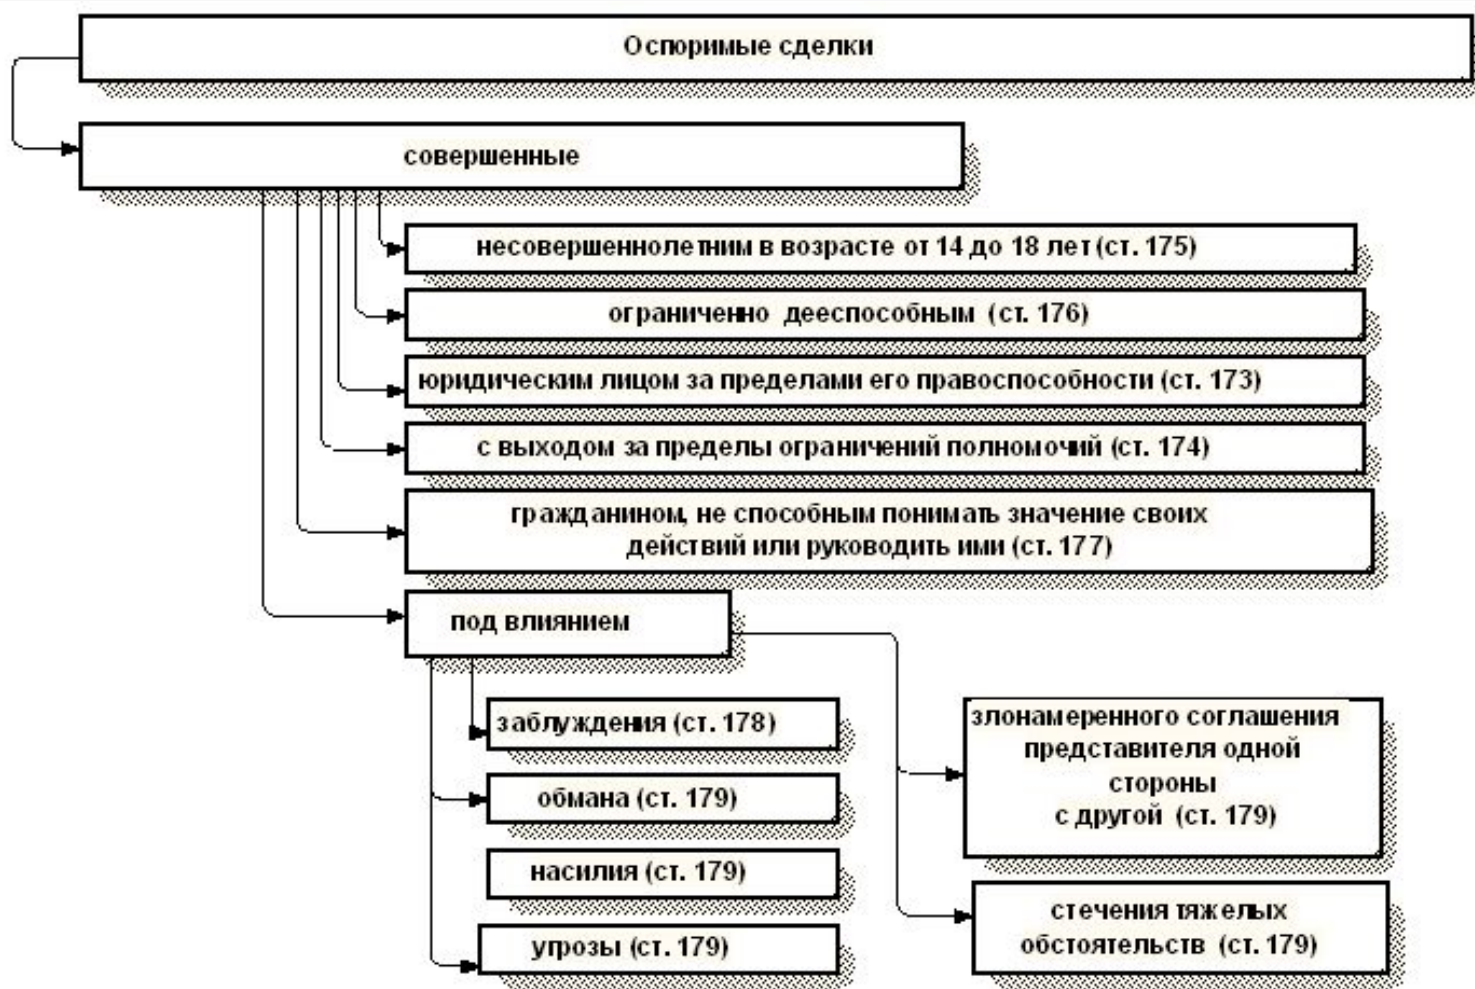 Оспоримые сделки
совершенные
несовершеннолетним в возрасте от 14 до 18 лет (ст. 175)
ограниченно дееспособным (ст. 176)
юридическим лицом за пределами его правоспособности (ст. 173)
с выходом за пределы ограничений полномочий (ст. 174)
гражданином, не способным понимать значение своих
действий или руководить ими (ст. 177)
под влиянием
заблуждения (ст. 178)
обмана (ст. 179)
насилия (ст. 179)
угрозы (ст. 179)
злонамеренного соглашения
представителя одной
стороны
с другой (ст. 179)
стечения тяжелых
обстоятельств (ст. 179)